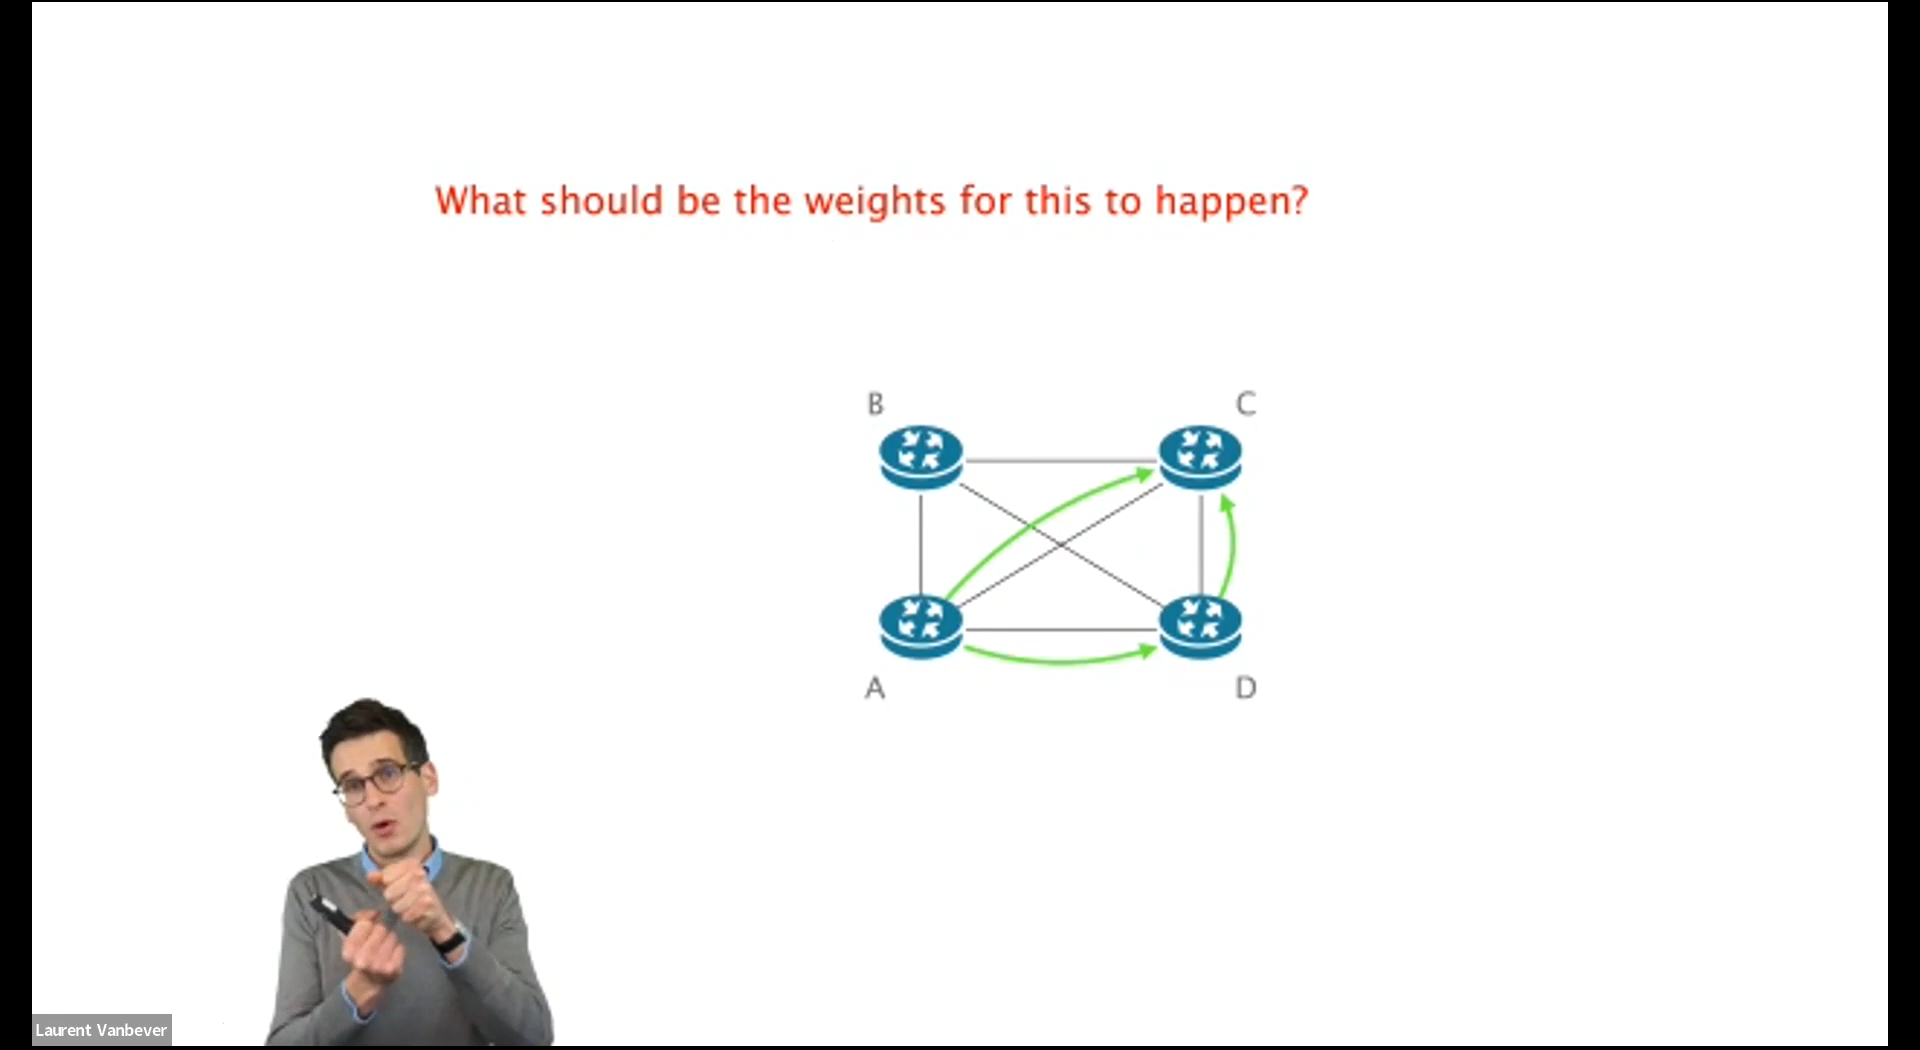 What should be the weights for this to happen?
B
C
A
D
Laurent Vanbever